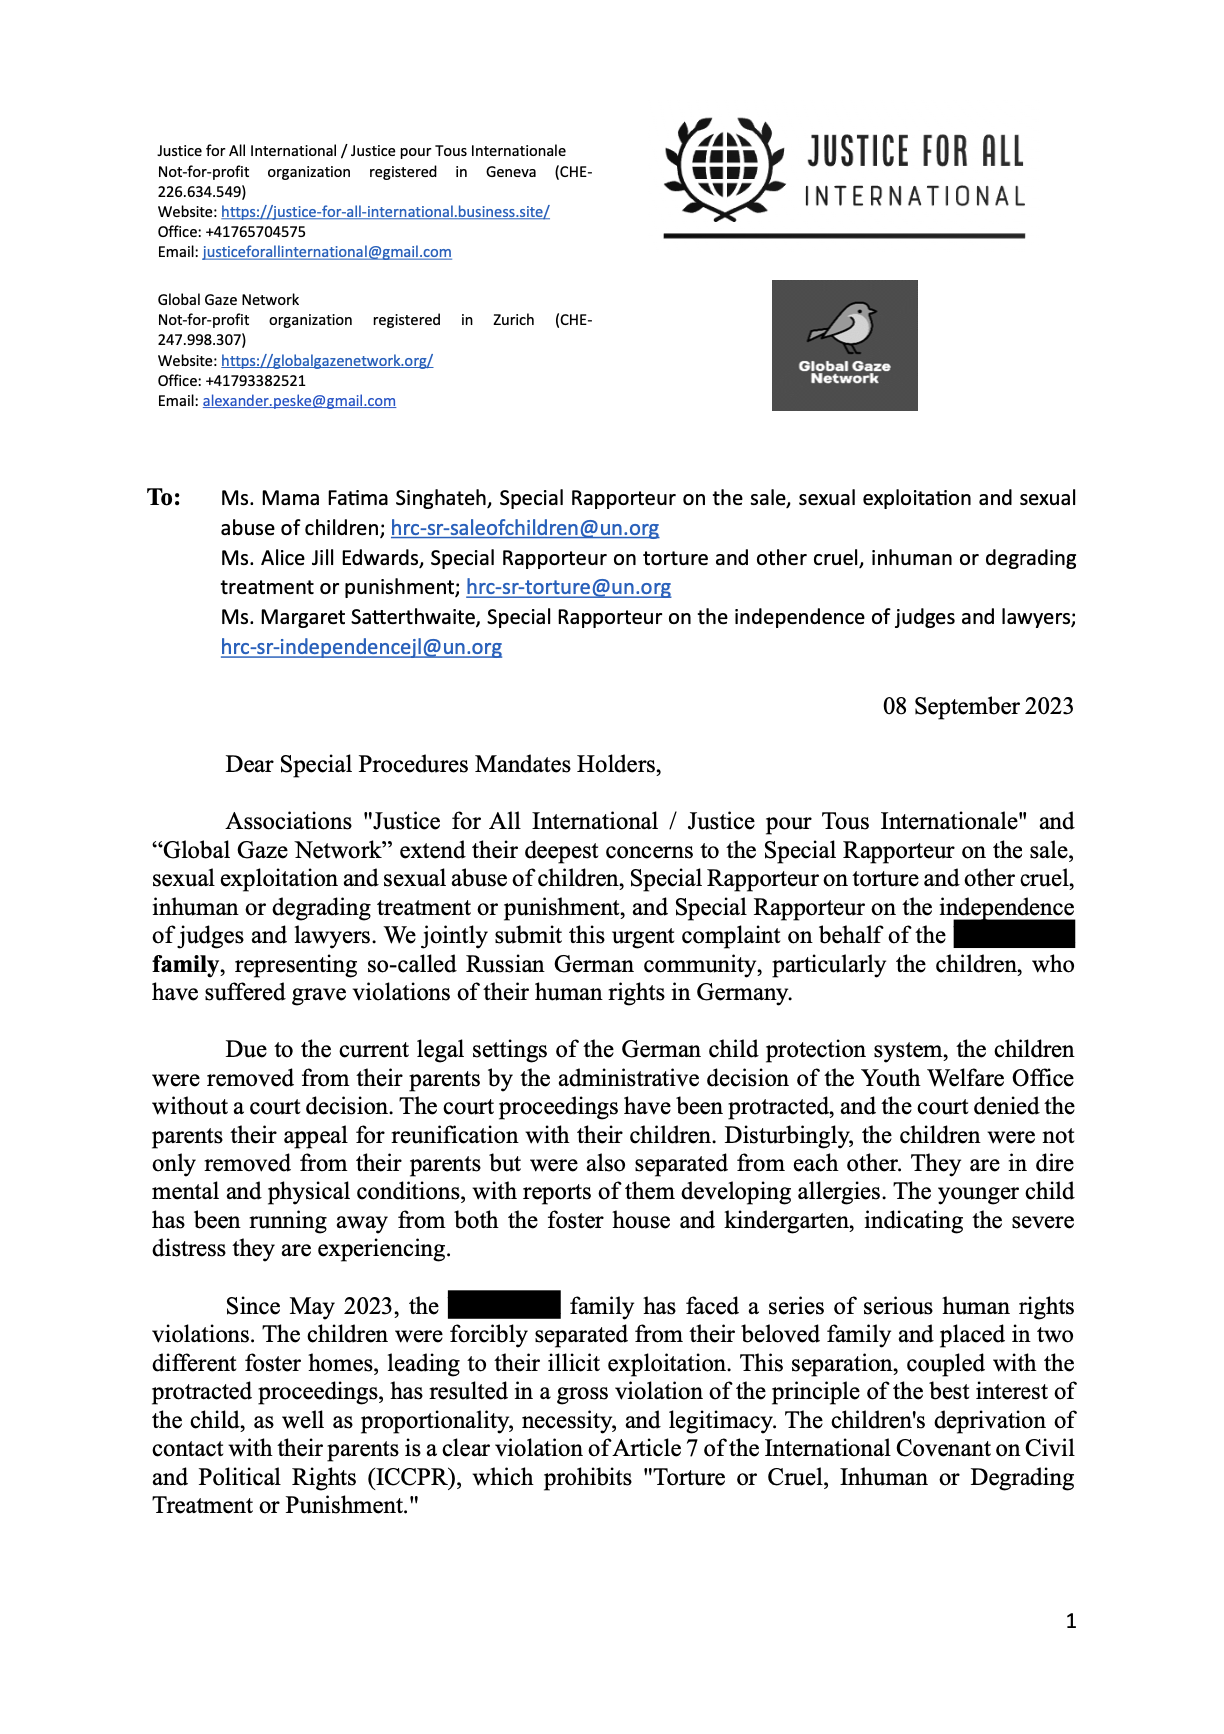 Justice for All International / Justice pour Tous Internationale
Not-for-profit organization registered in Geneva (CHE-
226.634.549)
Website: https://justice-for-all-international.business.site/
Office: +41765704575
Email: justiceforallinternational@gmail.com
JUSTICE FOR ALL
INTERNATIONAL
Global Gaze Network
Not-for-profit organization registered in Zurich (CHE-
247.998.307)
Website: https://globalgazenetwork.org/
Office: +41793382521
Email: alexander.peske@gmail.com
Global Gaze
Network
To: Ms. Mama Fatima Singhateh, Special Rapporteur on the sale, sexual exploitation and sexual
abuse of children; hrc-sr-saleofchildren@un.org
Ms. Alice Jill Edwards, Special Rapporteur on torture and other cruel, inhuman or degrading
treatment or punishment; hrc-sr-torture@un.org
Ms. Margaret Satterthwaite, Special Rapporteur on the independence of judges and lawyers;
hrc-sr-independencejl@un.org
08 September 2023
Dear Special Procedures Mandates Holders,
Associations "Justice for All International / Justice pour Tous Internationale" and
“Global Gaze Network” extend their deepest concerns to the Special Rapporteur on the sale,
sexual exploitation and sexual abuse of children, Special Rapporteur on torture and other cruel,
inhuman or degrading treatment or punishment, and Special Rapporteur on the independence
of judges and lawyers. We jointly submit this urgent complaint on behalf of the
family, representing so-called Russian German community, particularly the children, who
have suffered grave violations of their human rights in Germany.
Due to the current legal settings of the German child protection system, the children
were removed from their parents by the administrative decision of the Youth Welfare Office
without a court decision. The court proceedings have been protracted, and the court denied the
parents their appeal for reunification with their children. Disturbingly, the children were not
only removed from their parents but were also separated from each other. They are in dire
mental and physical conditions, with reports of them developing allergies. The younger child
has been running away from both the foster house and kindergarten, indicating the severe
distress they are experiencing.
Since May 2023, the family has faced a series of serious human rights
violations. The children were forcibly separated from their beloved family and placed in two
different foster homes, leading to their illicit exploitation. This separation, coupled with the
protracted proceedings, has resulted in a gross violation of the principle of the best interest of
the child, as well as proportionality, necessity, and legitimacy. The children's deprivation of
contact with their parents is a clear violation of Article 7 of the International Covenant on Civil
and Political Rights (ICCPR), which prohibits "Torture or Cruel, Inhuman or Degrading
Treatment or Punishment."
1